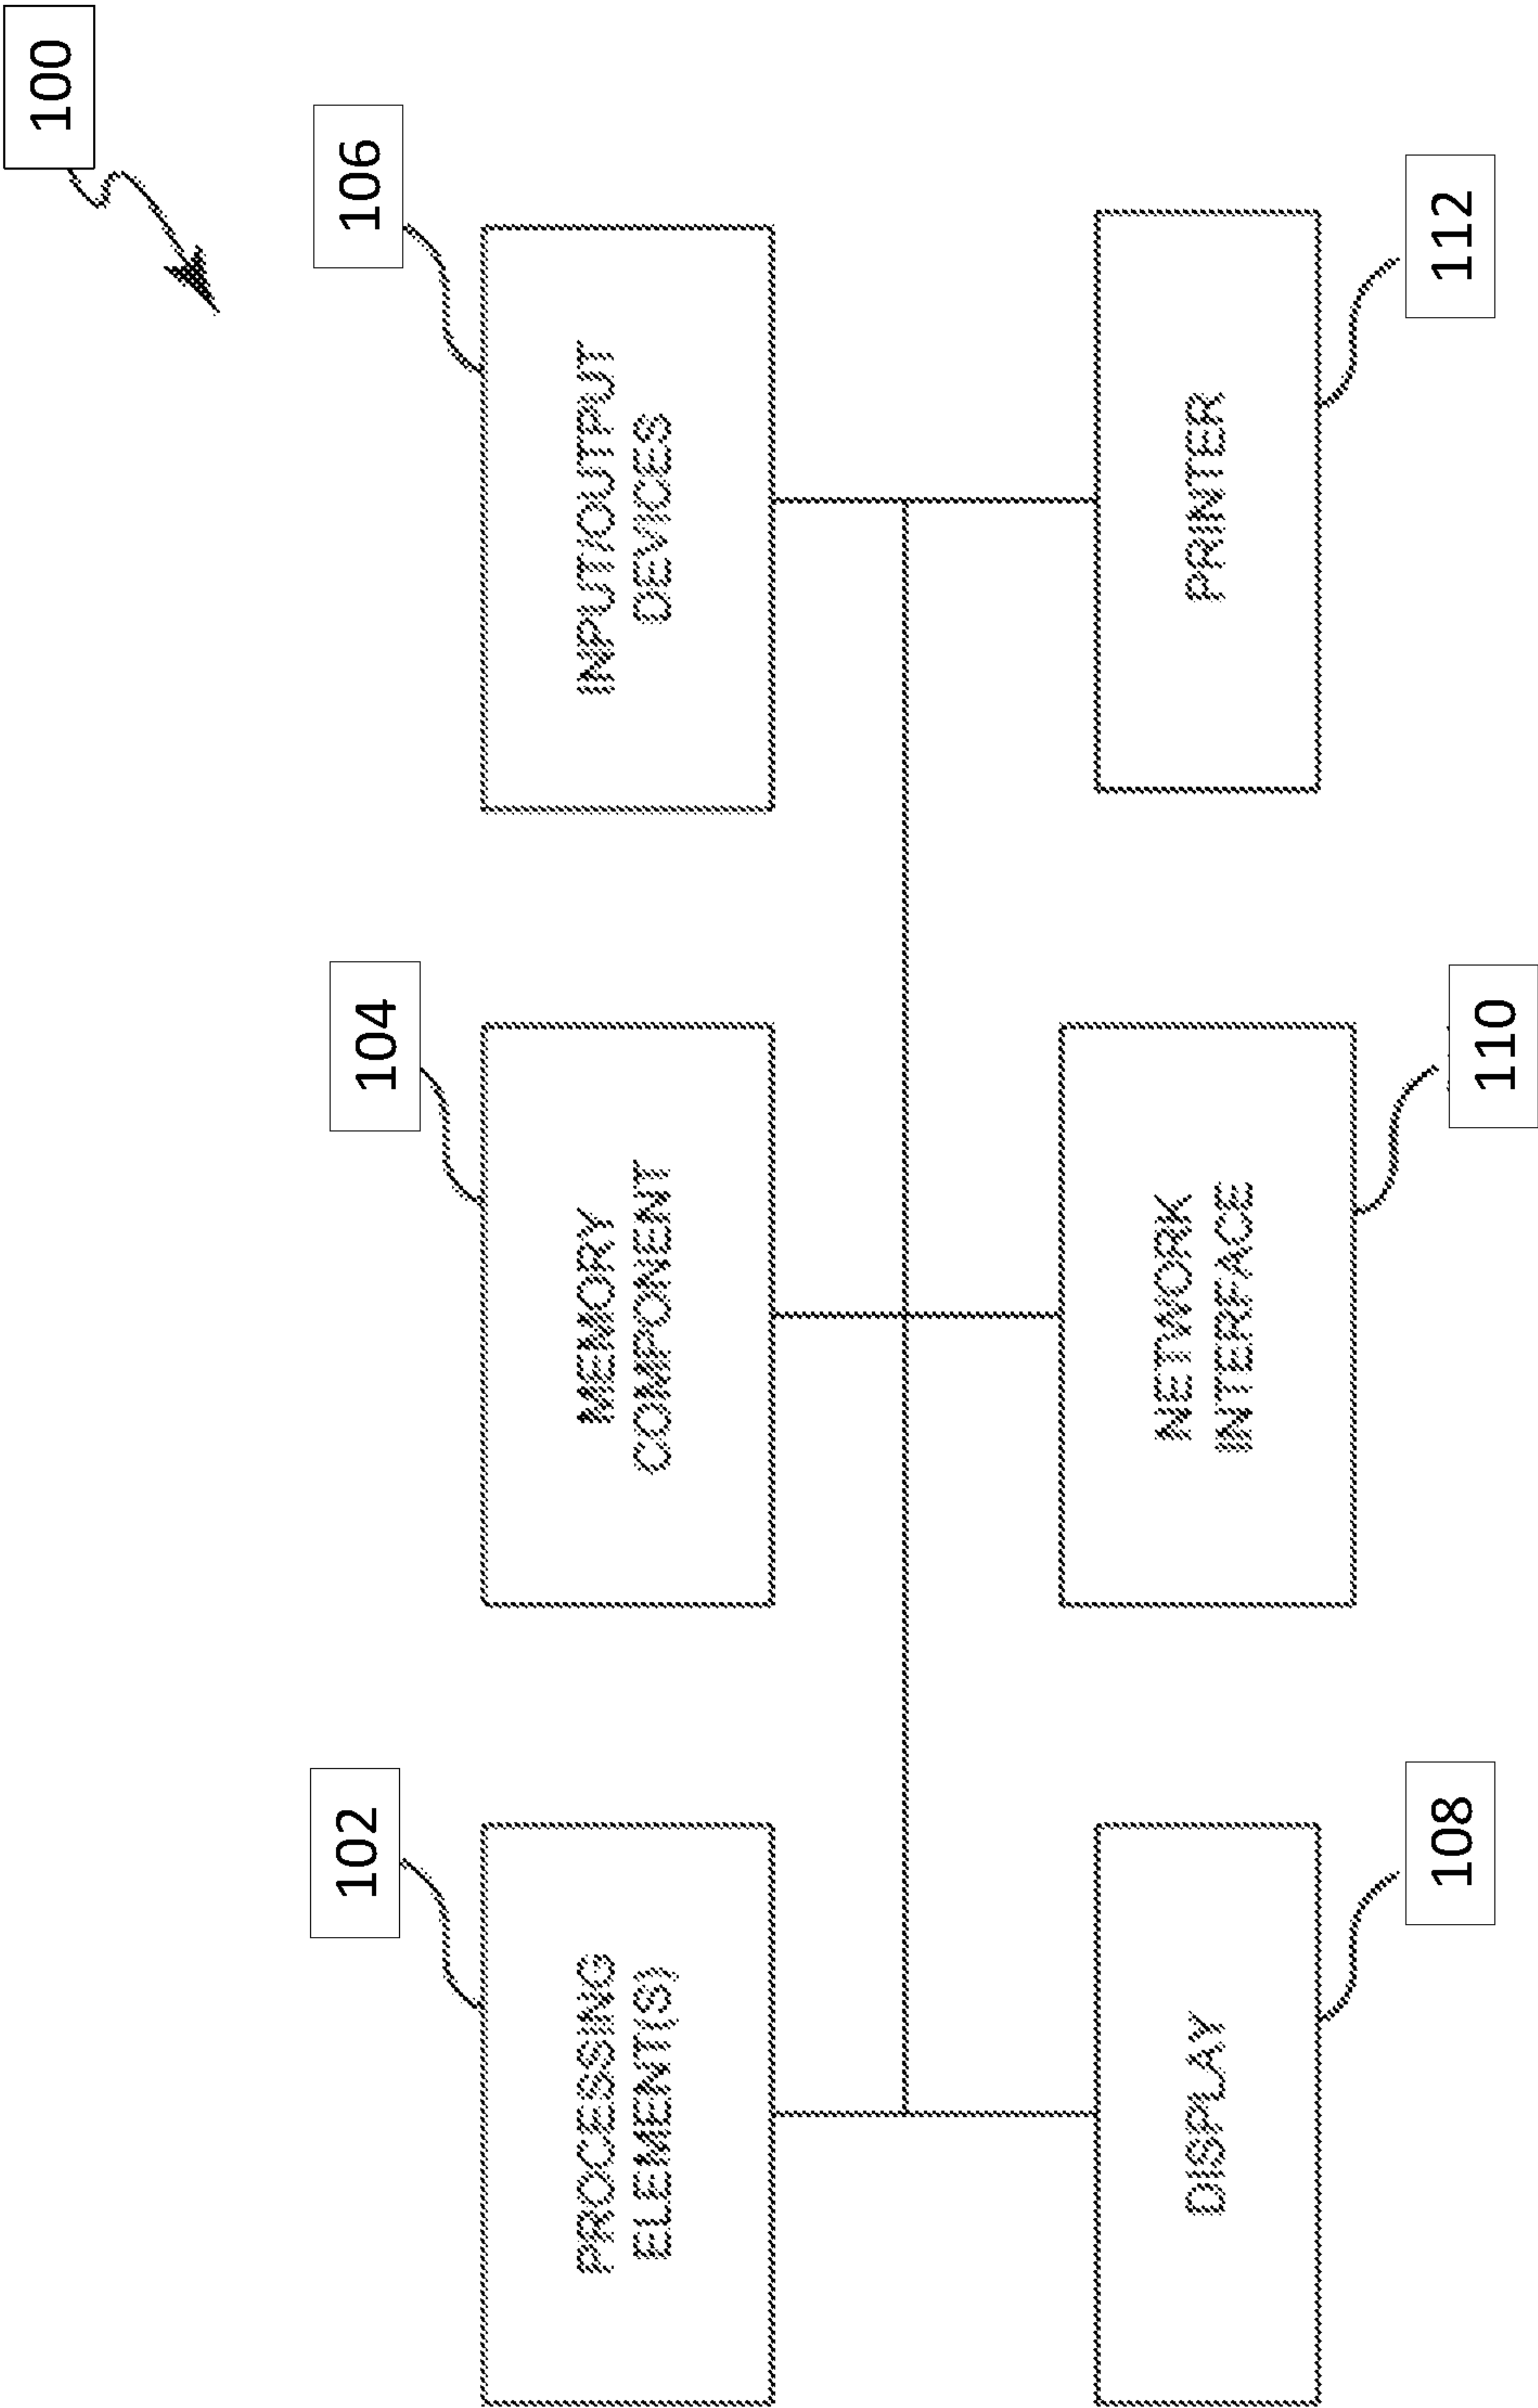 100
102
PROCESSING
ELEMENT(S)
104
MEMORY
COMPONENT
106
INPUT/OUTPUT
DEVICES
DISPLAY
108
NETWORK
INTERFACE
110
PRINTER
112